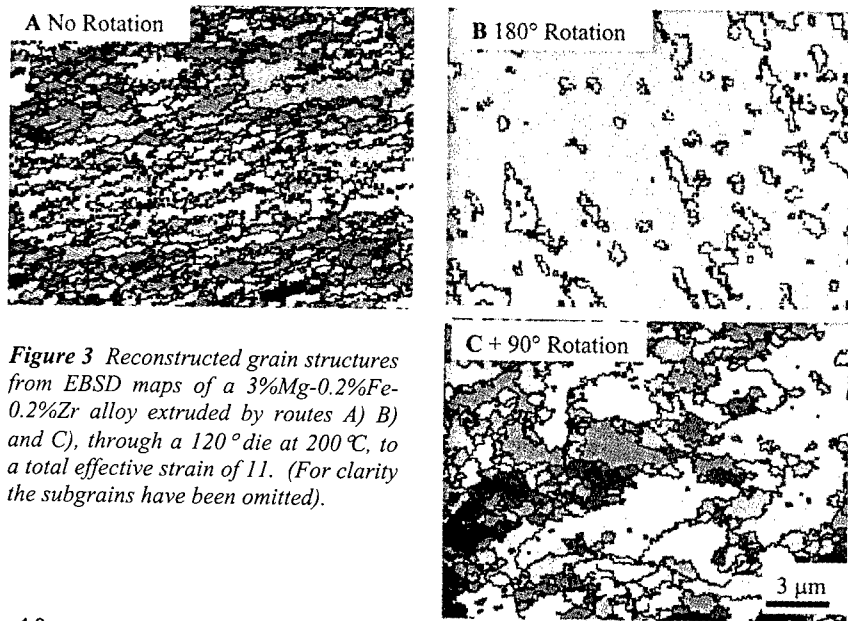 A No Rotation
B 180° Rotation
Figure 3 Reconstructed grain structures
from EBSD maps of a 3%Mg-0.2%Fe-
0.2%Zr alloy extruded by routes A) B)
and C), through a 120° die at 200 ℃, to
a total effective strain of 11. (For clarity
the subgrains have been omitted).
C + 90° Rotation
3 µm